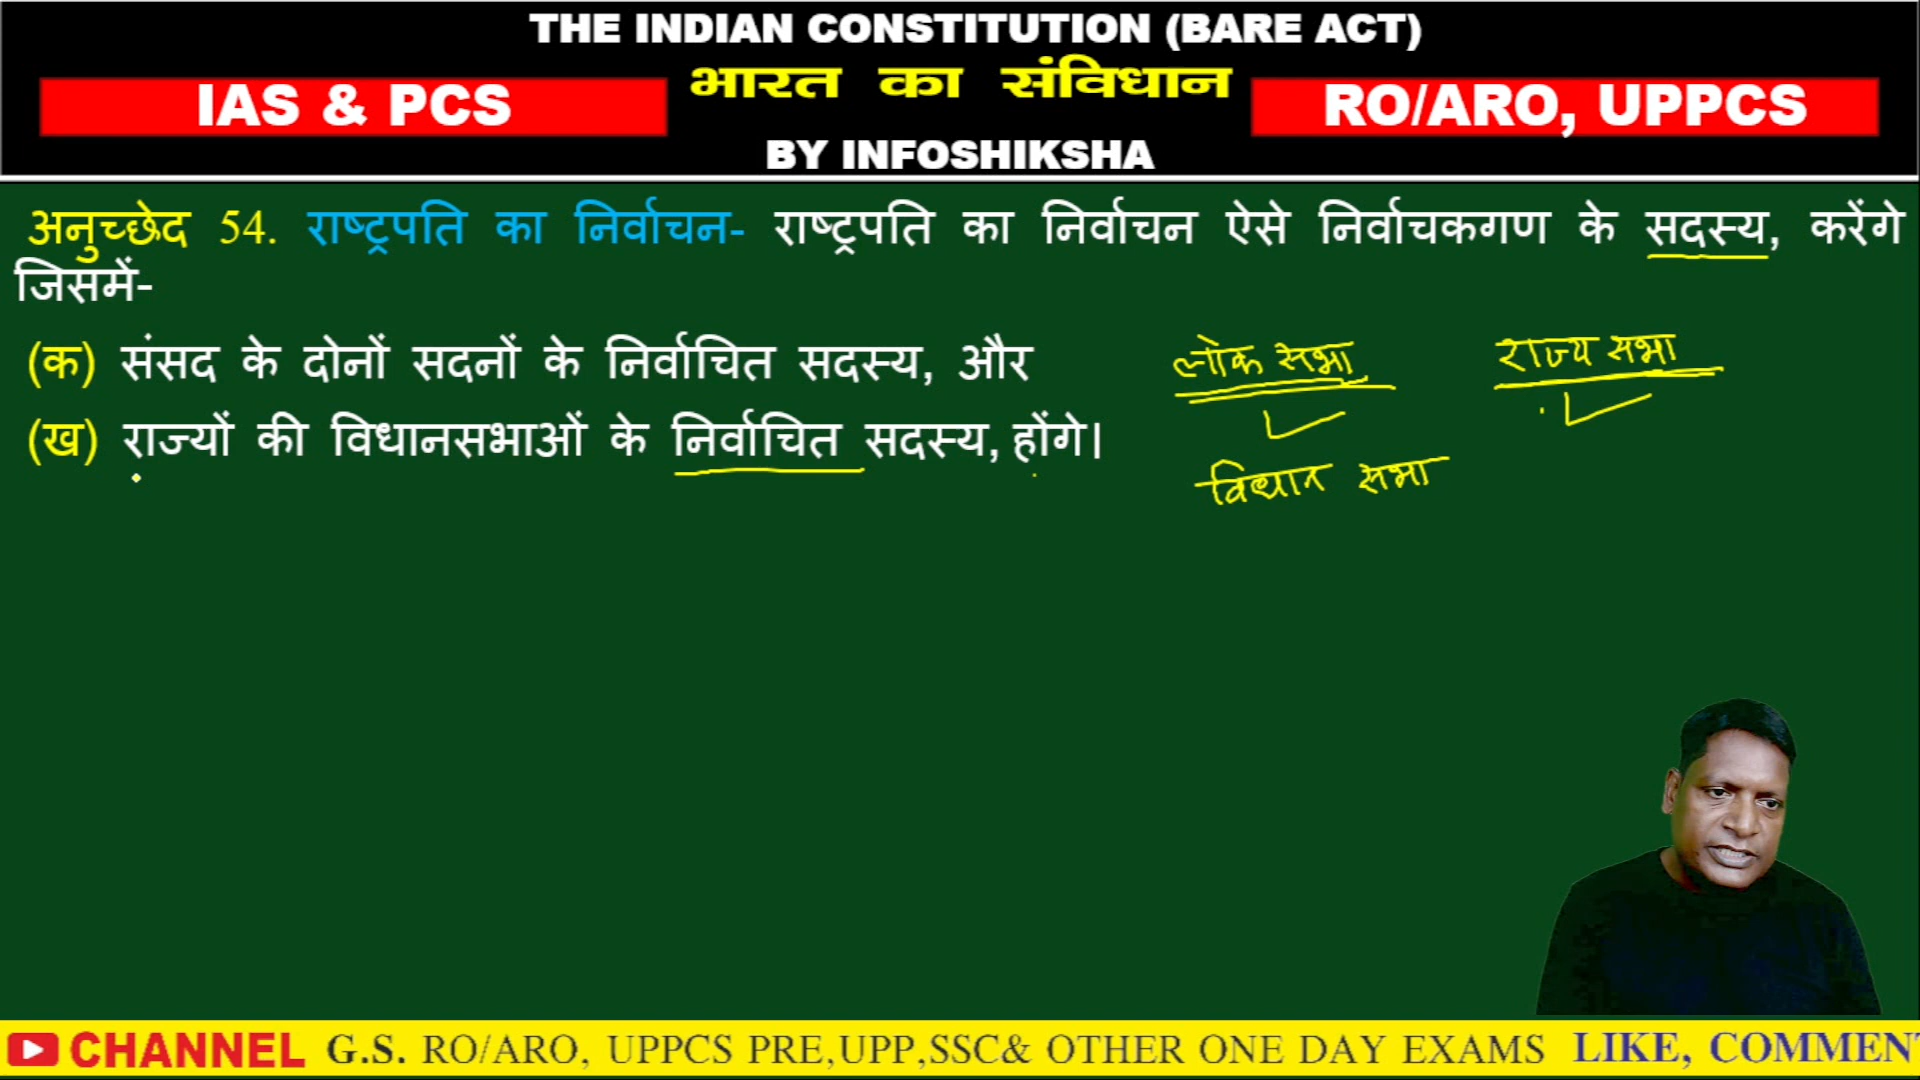 THE INDIAN CONSTITUTION (BARE ACT)
IAS & PCS
भारत का संविधान
RO/ARO, UPPCS
BY INFOSHIKSHA
अनुच्छेद 54. राष्ट्रपति का निर्वाचन- राष्ट्रपति का निर्वाचन ऐसे निर्वाचकगण के सदस्य, करेंगे
जिसमें-
(क) संसद के दोनों सदनों के निर्वाचित सदस्य, और
लोक सभा
राज्य सभा
(ख) राज्यों की विधानसभाओं के निर्वाचित सदस्य, होंगे।
विधान सभा
CHANNEL G.S. RO/ARO, UPPCS PRE,UPP,SSC& OTHER ONE DAY EXAMS LIKE, COMMEN